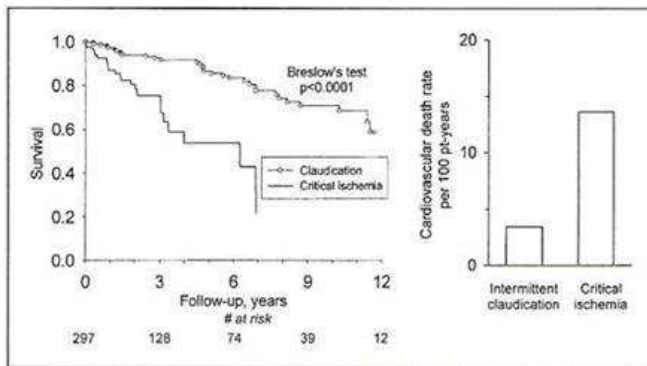 1.0
0.8
0.6
0.4
0.2
0.0
Survival
Breslow's test
p<0.0001
Claudication
Critical ischemia
0 3 6 9 12
Follow-up, years
# at risk
297 128 74 39 12
20
10
0
Cardiovascular death rate
per 100 pt-years
Intermittent
claudication
Critical
ischemia